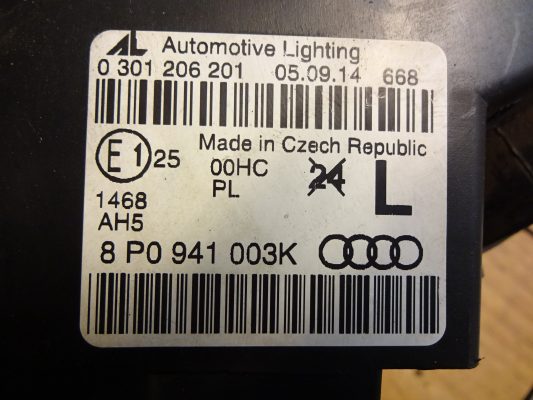 AL Automotive Lighting
0 301 206 201 05.09.14 668
Made in Czech Republic
E1 25 00HC 24 L
PL
1468
AH5
8 P0 941 003K